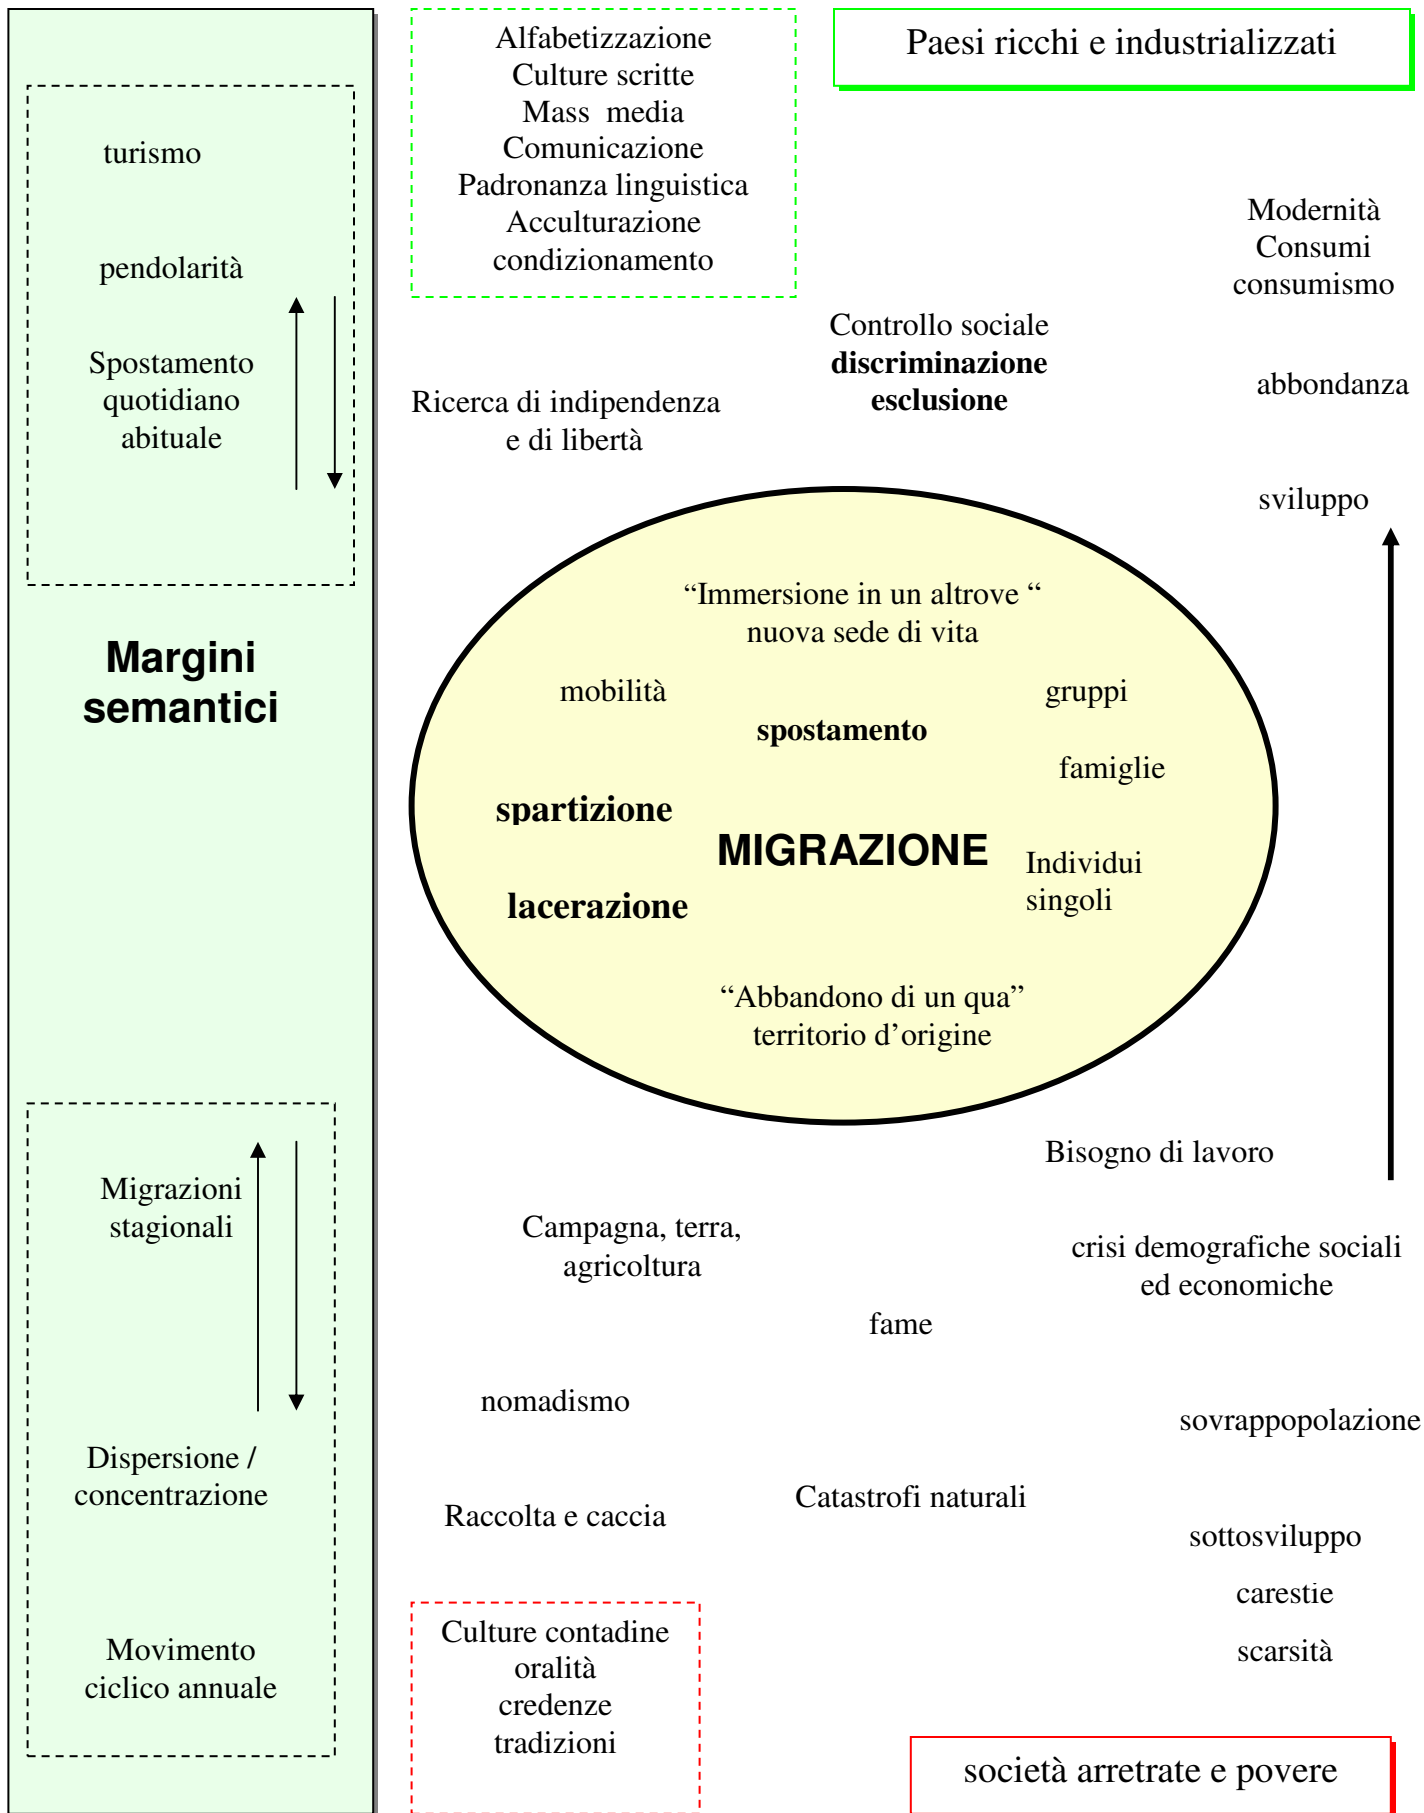 turismo
pendolarità
Spostamento
quotidiano
abituale
Margini
semantici
Migrazioni
stagionali
Dispersione /
concentrazione
Movimento
ciclico annuale
Alfabetizzazione
Culture scritte
Mass  media
Comunicazione
Padronanza linguistica
Acculturazione
condizionamento
Paesi ricchi e industrializzati
Modernità
Consumi
consumismo
Controllo sociale
discriminazione
esclusione
abbondanza
Ricerca di indipendenza
e di libertà
sviluppo
“Immersione in un altrove “
nuova sede di vita
mobilità
gruppi
spostamento
famiglie
spartizione
MIGRAZIONE
Individui
singoli
lacerazione
“Abbandono di un qua”
territorio d’origine
Bisogno di lavoro
Campagna, terra,
agricoltura
crisi demografiche sociali
ed economiche
fame
nomadismo
sovrappopolazione
Catastrofi naturali
Raccolta e caccia
sottosviluppo
carestie
scarsità
Culture contadine
oralità
credenze
tradizioni
società arretrate e povere